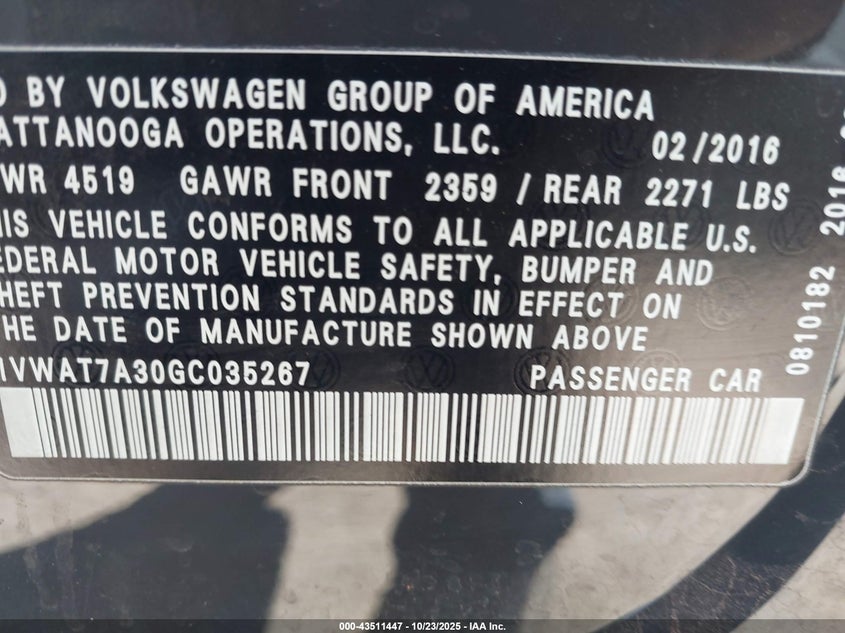 D BY VOLKSWAGEN GROUP OF AMERICA
ATTANOOGA OPERATIONS, LLC. 02/2016
WR 4519 GAWR FRONT 2359 / REAR 2271 LBS
HIS VEHICLE CONFORMS TO ALL APPLICABLE U.S.
EDERAL MOTOR VEHICLE SAFETY, BUMPER AND
HEFT PREVENTION STANDARDS IN EFFECT ON
HE DATE OF MANUFACTURE SHOWN ABOVE
1VWAT7A30GC035267 PASSENGER CAR
0810182 2016
000-43511447 - 10/23/2025 - IAA Inc.